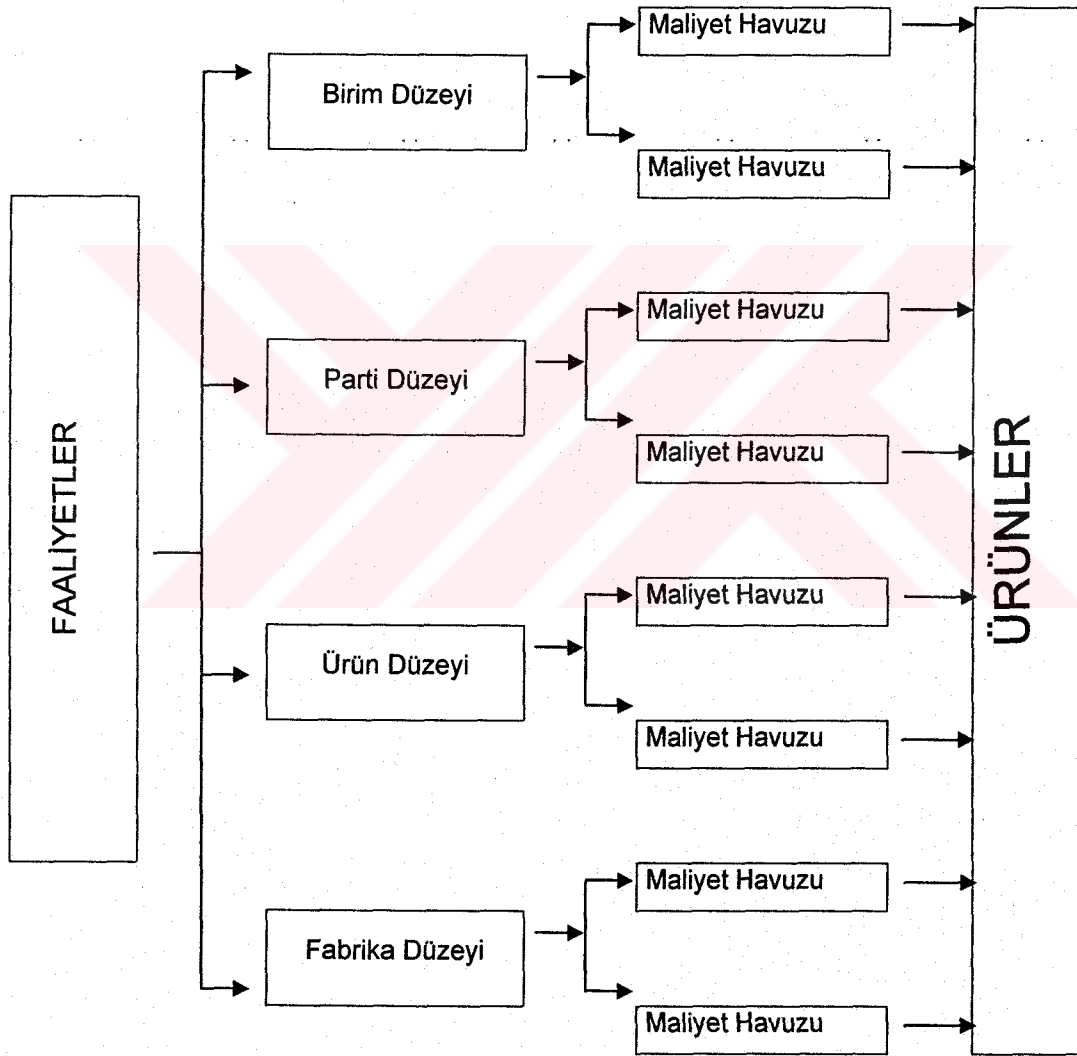 FAALİYETLER
Birim Düzeyi
Maliyet Havuzu
Maliyet Havuzu
Parti Düzeyi
Maliyet Havuzu
Maliyet Havuzu
Ürün Düzeyi
Maliyet Havuzu
Maliyet Havuzu
Fabrika Düzeyi
Maliyet Havuzu
Maliyet Havuzu
ÜRÜNLER